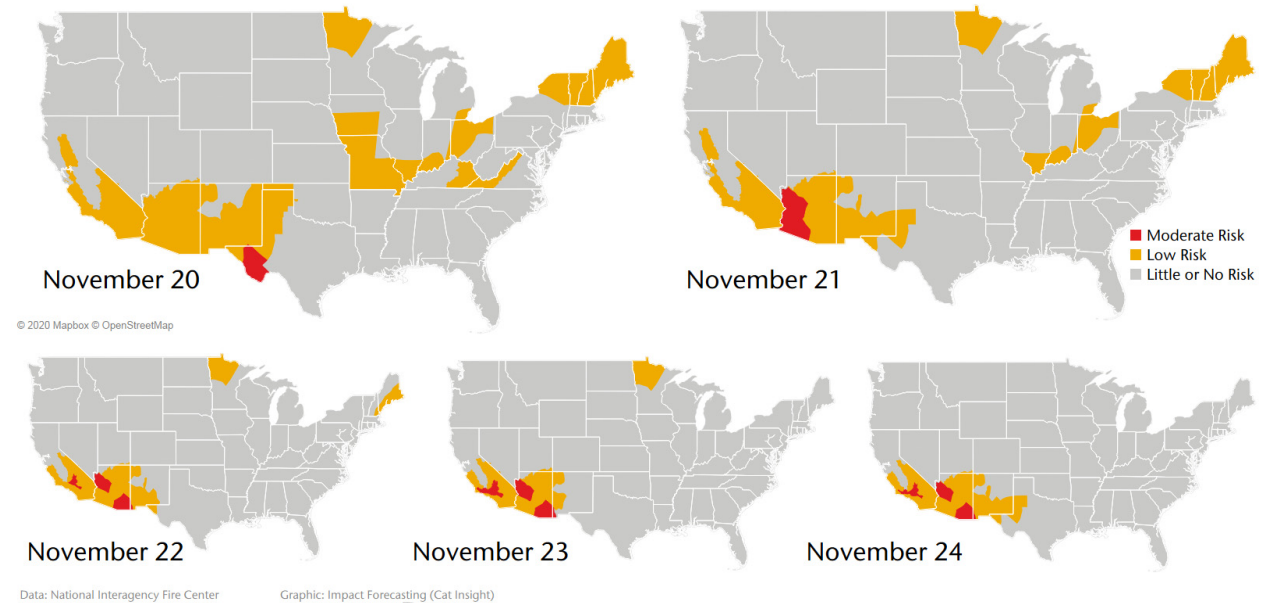 November 20
November 21
Moderate Risk
Low Risk
Little or No Risk
© 2020 Mapbox © OpenStreetMap
November 22
November 23
November 24
Data: National Interagency Fire Center
Graphic: Impact Forecasting (Cat Insight)